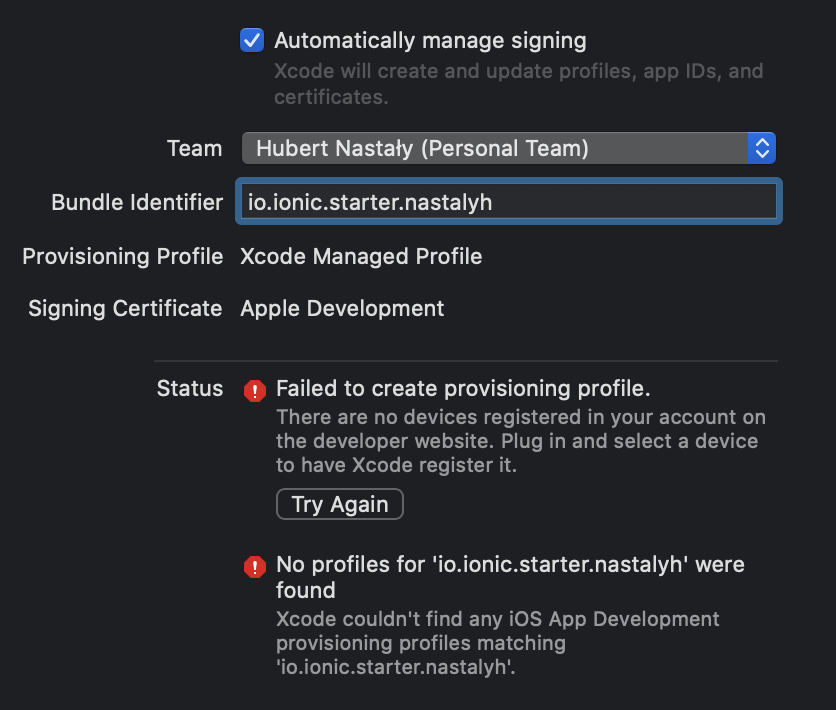 Automatically manage signing
Xcode will create and update profiles, app IDs, and
certificates.
Team Hubert Nastały (Personal Team)
Bundle Identifier io.ionic.starter.nastalyh
Provisioning Profile Xcode Managed Profile
Signing Certificate Apple Development
Status Failed to create provisioning profile.
There are no devices registered in your account on
the developer website. Plug in and select a device
to have Xcode register it.
Try Again
No profiles for 'io.ionic.starter.nastalyh' were
found
Xcode couldn't find any iOS App Development
provisioning profiles matching
'io.ionic.starter.nastalyh'.